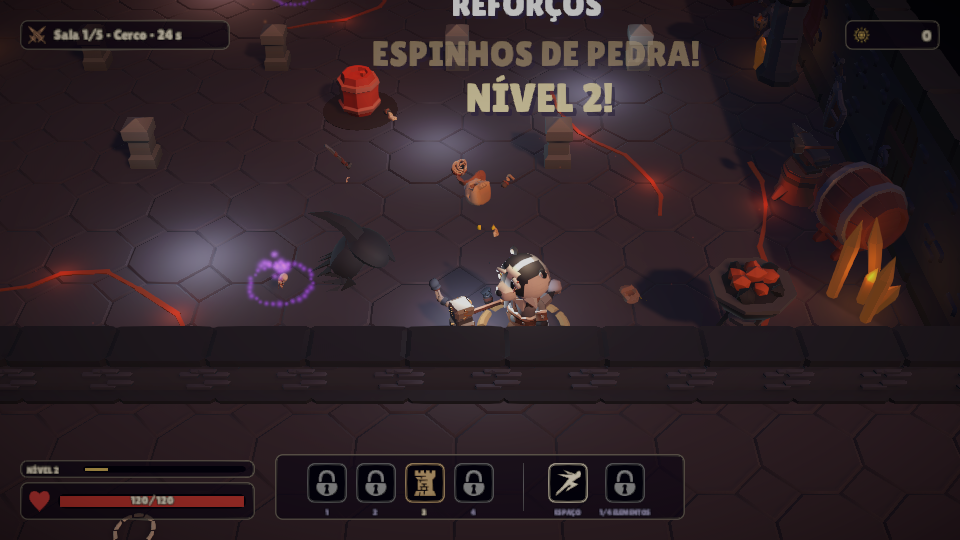 REFORÇOS
Sala 1/5 · Cerco · 24 s
0
ESPINHOS DE PEDRA!
NÍVEL 2!
NÍVEL 2
120/120
1
2
3
4
ESPAÇO
1/4 ELEMENTOS